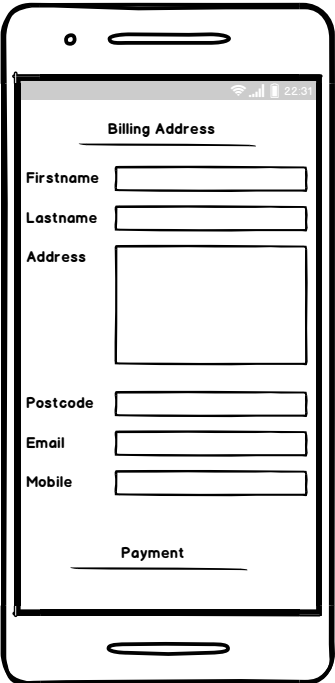 22:31
Billing Address
Firstname
Lastname
Address
Postcode
Email
Mobile
Payment